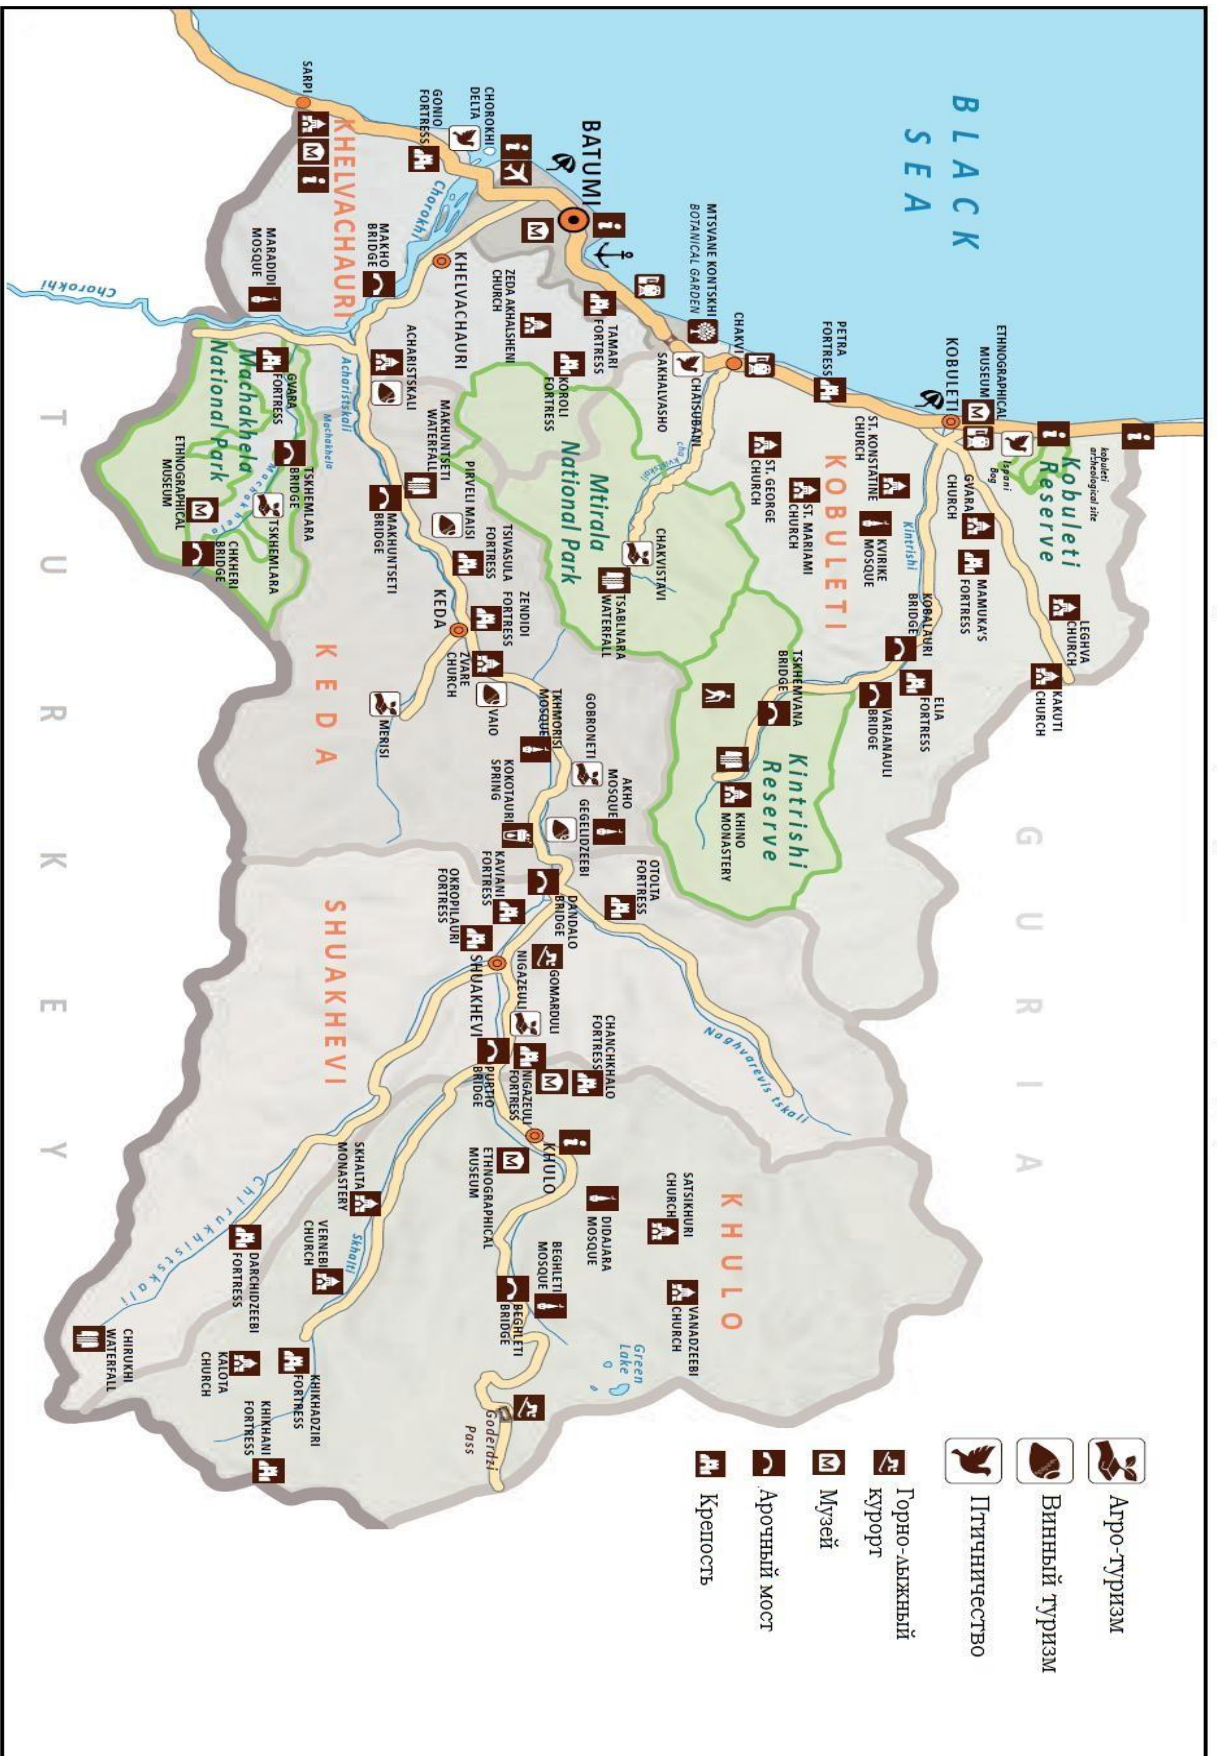 BLACK
SEA
GURIA
TURKEY
KHELVACHAURI
KOBULETI
KEDA
SHUAKHEVI
KHULO
SARPI
GONIO
FORTRESS
CHOROKHI
DELTA
BATUMI
Chorokhi
Chorokhi
MAKHO
BRIDGE
MARADIDI
MOSQUE
KHELVACHAURI
ACHARISTSKALI
Acharistskali
Machakhela
ZEDA AKHALSHENI
CHURCH
TAMARI
FORTRESS
KOROLI
FORTRESS
MTSVANE KONTSKHI
BOTANICAL GARDEN
CHAKVI
SAKHALVASHO
CHAISUBANI
PETRA
FORTRESS
KOBULETI
ETHNOGRAPHICAL
MUSEUM
Ispani
Bog
Kobuleti
Reserve
kobuleti
archeological site
GVARA
CHURCH
ST. KONSTATINE
CHURCH
ST. GEORGE
CHURCH
ST. MARIAMI
CHURCH
KVIRIKE
MOSQUE
Kintrishi
MAMUKA'S
FORTRESS
LEGHVA
CHURCH
KAKUTI
CHURCH
KOBALAURI
BRIDGE
ELIA
FORTRESS
VARJANAULI
BRIDGE
TSKHEMVANA
BRIDGE
Kintrishi
Reserve
KHINO
MONASTERY
Mtirala
National Park
CHAKVISTAVI
TSABLNARA
WATERFALL
Machakhela
National Park
GVARA
FORTRESS
TSKHEMLARA
BRIDGE
TSKHEMLARA
Machakhela
ETHNOGRAPHICAL
MUSEUM
CHKHERI
BRIDGE
MAKHUNTSETI
WATERFALL
MAKHUNTSETI
BRIDGE
PIRVELI MAISI
TSIVASULA
FORTRESS
ZENDIDI
FORTRESS
KEDA
ZVARE
CHURCH
VAIO
MERISI
TKHMORISI
MOSQUE
GOBRONETI
AKHO
MOSQUE
GEGELIDZEEBI
KOKOTAURI
SPRING
KAVIANI
FORTRESS
OKROPILAURI
FORTRESS
DANDALO
BRIDGE
OTOLTA
FORTRESS
SHUAKHEVI
NIGAZEULI
GOMARDULI
NIGAZEULI
FORTRESS
CHANCHKHALO
FORTRESS
PURTIO
BRIDGE
Naghvarevis tskali
KHULO
ETHNOGRAPHICAL
MUSEUM
DIDAJARA
MOSQUE
SATSIKHURI
CHURCH
VANADZEEBI
CHURCH
BEGHLETI
MOSQUE
BEGHLETI
BRIDGE
Green
Lake
Goderdzi
Pass
SKHALTA
MONASTERY
VERNEBI
CHURCH
Skhalti
Chirukhistskali
DARCHIDZEEBI
FORTRESS
KALOTA
CHURCH
KHIKHADZIRI
FORTRESS
KHIKHANI
FORTRESS
CHIRUKHI
WATERFALL
Агро-туризм
Винный туризм
Птичничество
Горно-лыжный
курорт
Музей
Арочный мост
Крепость